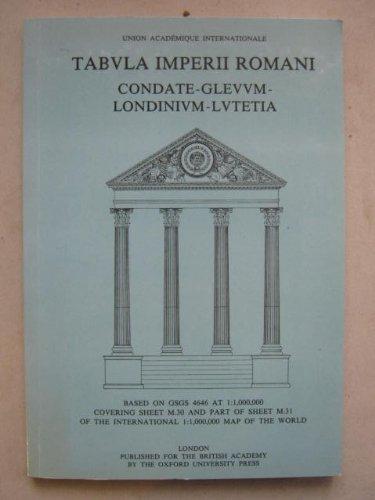 UNION ACADÉMIQUE INTERNATIONALE
TABVLA IMPERII ROMANI
CONDATE-GLEVVM-
LONDINIVM-LVTETIA
BASED ON GSGS 4646 AT 1:1,000,000
COVERING SHEET M.30 AND PART OF SHEET M.31
OF THE INTERNATIONAL 1:1,000,000 MAP OF THE WORLD
LONDON
PUBLISHED FOR THE BRITISH ACADEMY
BY THE OXFORD UNIVERSITY PRESS